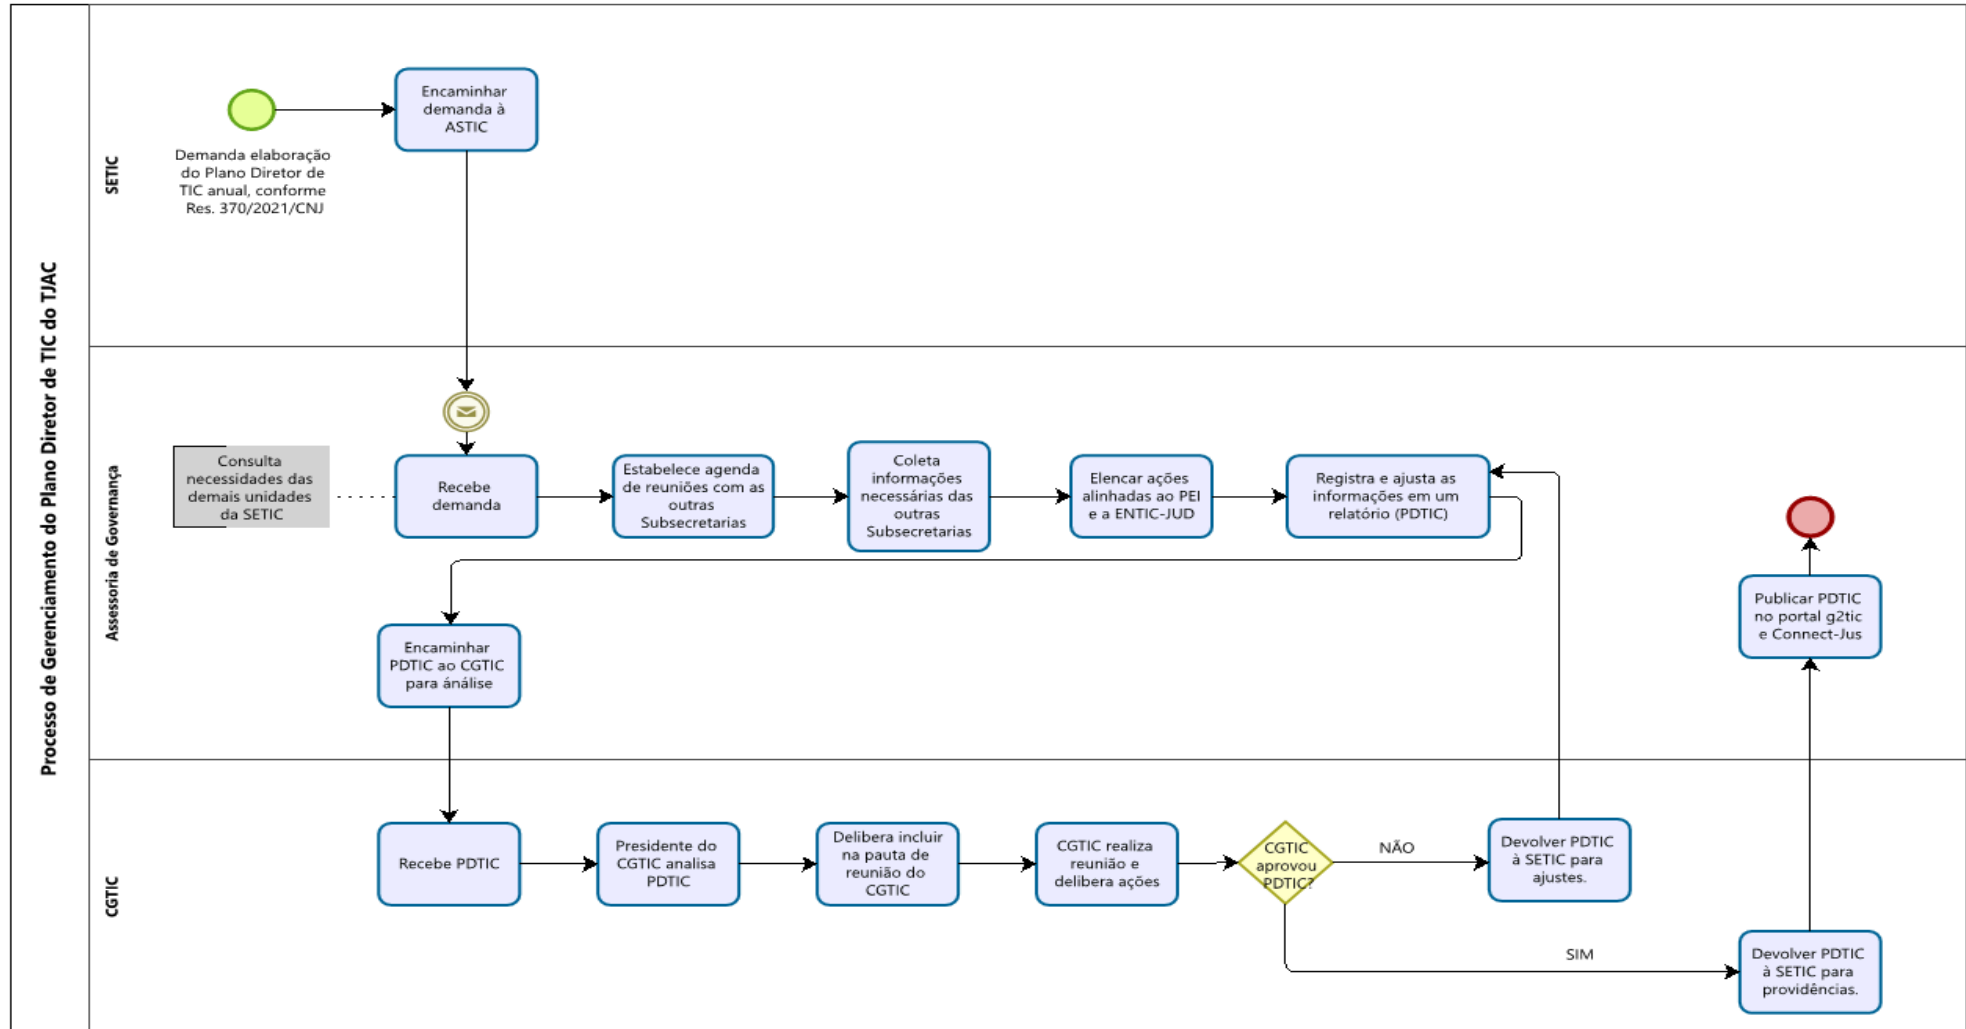 Processo de Gerenciamento do Plano Diretor de TIC do TJAC
SETIC
Demanda elaboração
do Plano Diretor de
TIC anual, conforme
Res. 370/2021/CNJ
Encaminhar
demanda à
ASTIC
Assessoria de Governança
Consulta
necessidades das
demais unidades
da SETIC
Recebe
demanda
Estabelece agenda
de reuniões com as
outras
Subsecretarias
Coleta
informações
necessárias das
outras
Subsecretarias
Elencar ações
alinhadas ao PEI
e a ENTIC-JUD
Registra e ajusta as
informações em um
relatório (PDTIC)
Encaminhar
PDTIC ao CGTIC
para ánálise
Publicar PDTIC
no portal g2tic
e Connect-Jus
CGTIC
Recebe PDTIC
Presidente do
CGTIC analisa
PDTIC
Delibera incluir
na pauta de
reunião do
CGTIC
CGTIC realiza
reunião e
delibera ações
CGTIC
aprovou
PDTIC?
NÃO
Devolver PDTIC
à SETIC para
ajustes.
SIM
Devolver PDTIC
à SETIC para
providências.